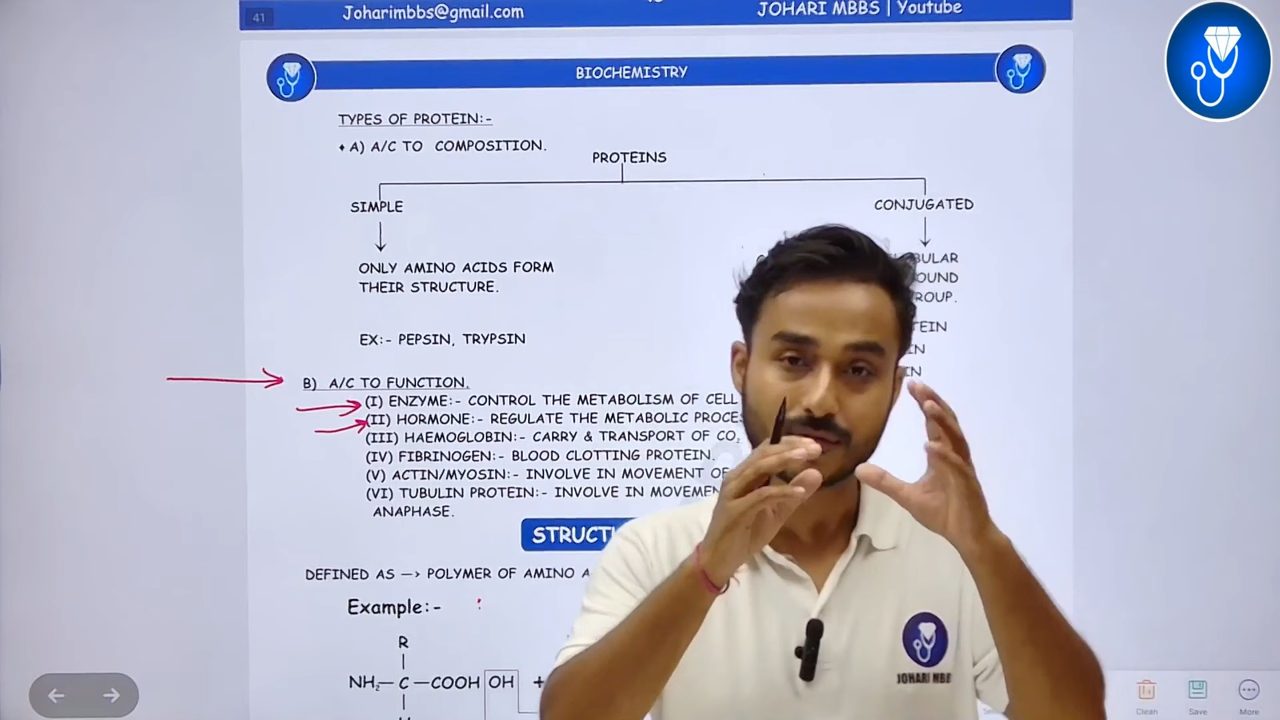 41
Joharimbbs@gmail.com
JOHARI MBBS | Youtube
BIOCHEMISTRY
TYPES OF PROTEIN:-
♦ A) A/C TO COMPOSITION.
PROTEINS
SIMPLE
CONJUGATED
ONLY AMINO ACIDS FORM
THEIR STRUCTURE.
EX:- PEPSIN, TRYPSIN
B) A/C TO FUNCTION.
(I) ENZYME:- CONTROL THE METABOLISM OF CELL
(II) HORMONE:- REGULATE THE METABOLIC
(III) HAEMOGLOBIN:- CARRY & TRANSPORT OF CO₂
(IV) FIBRINOGEN:- BLOOD CLOTTING PROTEIN.
(V) ACTIN/MYOSIN:- INVOLVE IN MOVEMENT OF
(VI) TUBULIN PROTEIN:- INVOLVE IN
ANAPHASE.
DEFINED AS —> POLYMER OF AMINO
Example:-
R
NH₂— C —COOH OH +
JOHARI MBBS
Clean
Save
More